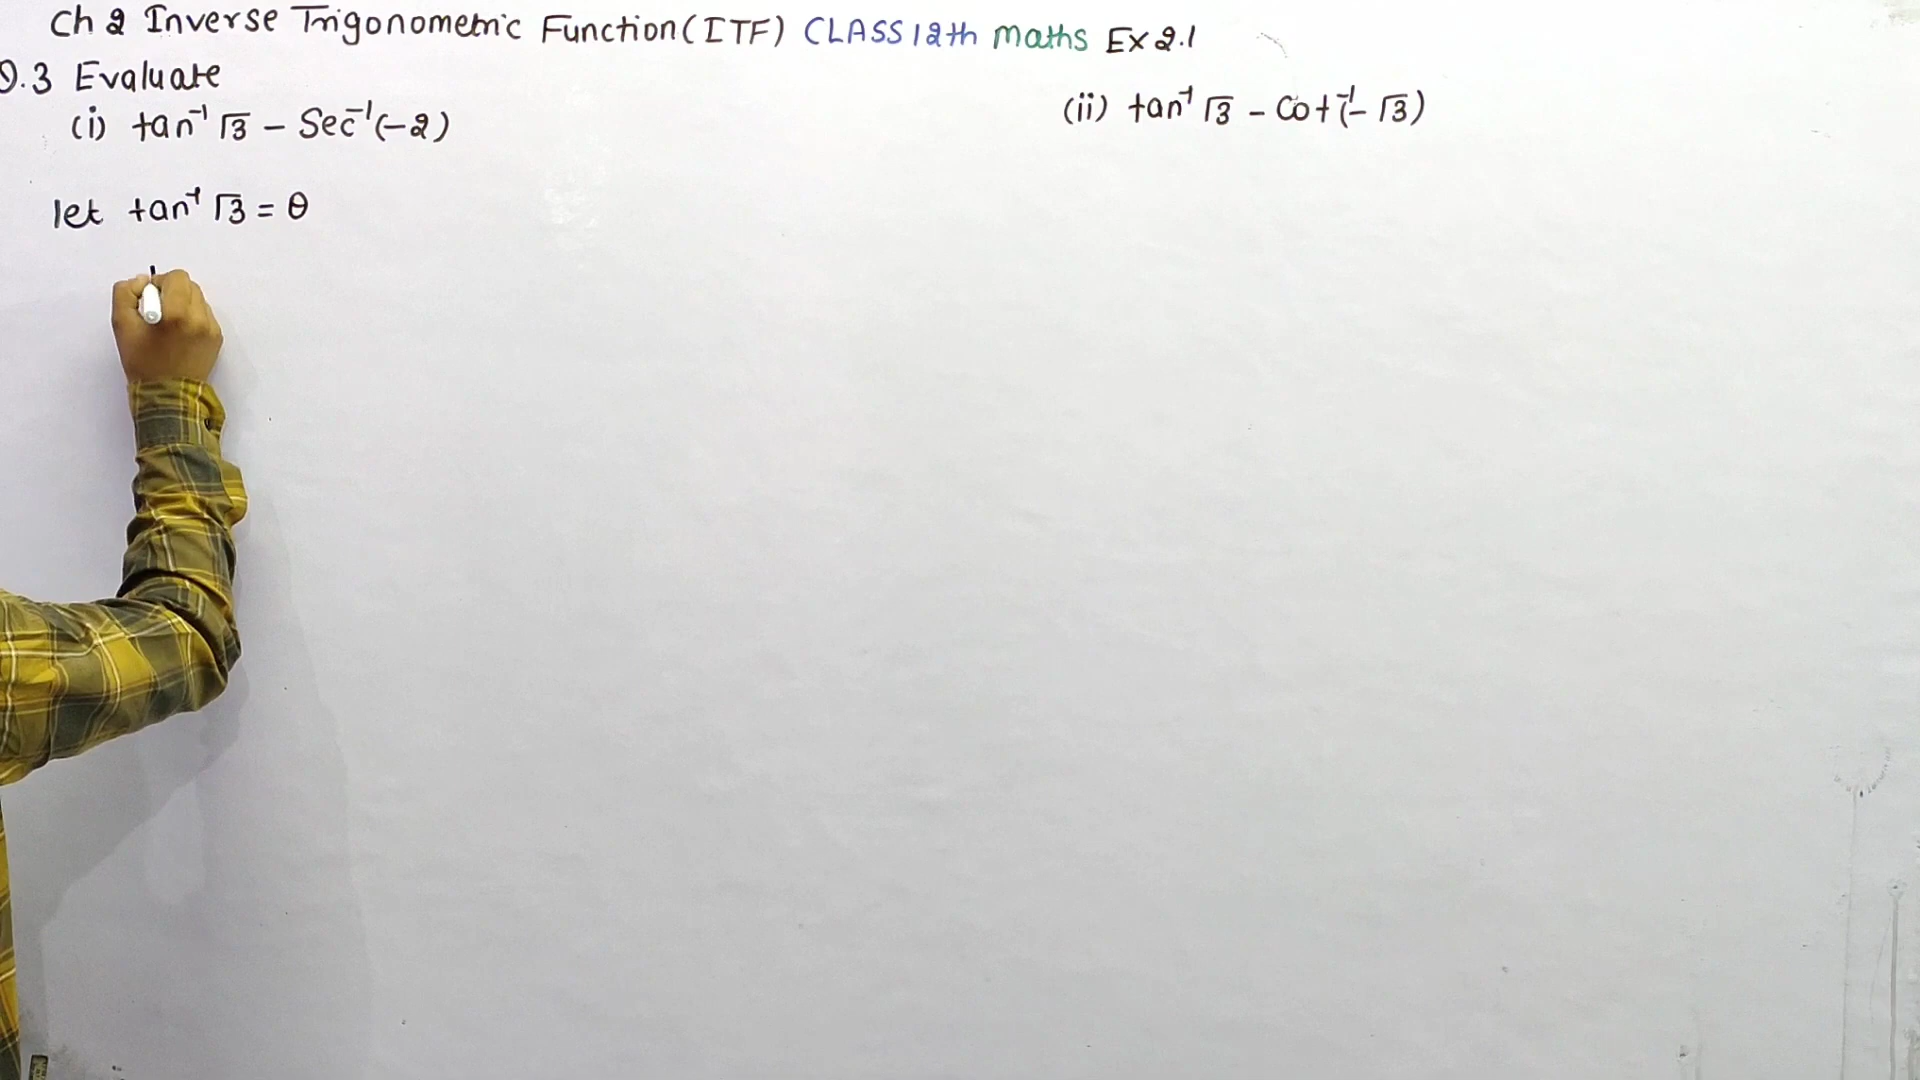 Ch 2 Inverse Trigonometric Function(ITF) CLASS 12th maths Ex 2.1
Q.3 Evaluate
(i) tan⁻¹ √3 - Sec⁻¹(-2)
(ii) tan⁻¹ √3 - Cot⁻¹(-√3)
let tan⁻¹ √3 = θ